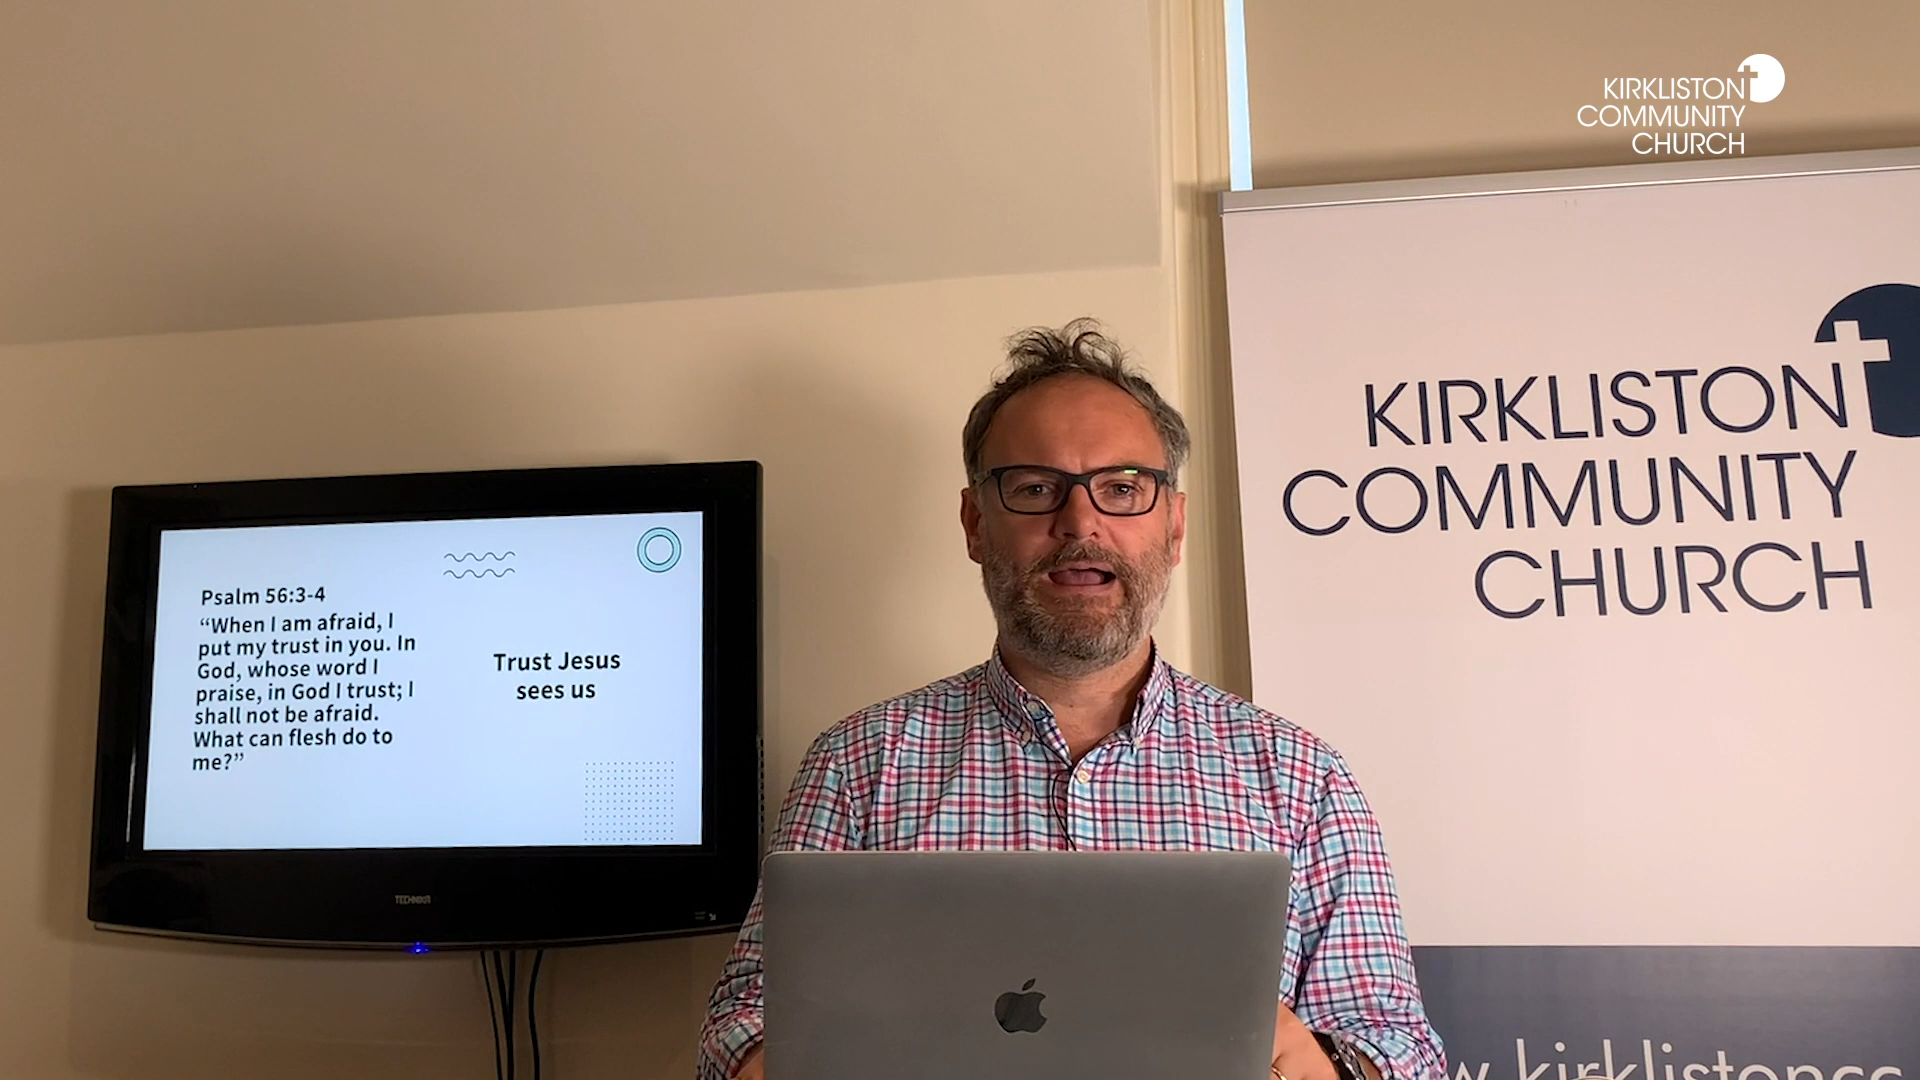 KIRKLISTON
COMMUNITY
CHURCH
Psalm 56:3-4
“When I am afraid, I
put my trust in you. In
God, whose word I
praise, in God I trust; I
shall not be afraid.
What can flesh do to
me?”
Trust Jesus
sees us
TECHNIKA
KIRKLISTON
COMMUNITY
CHURCH
w.kirklistoncc